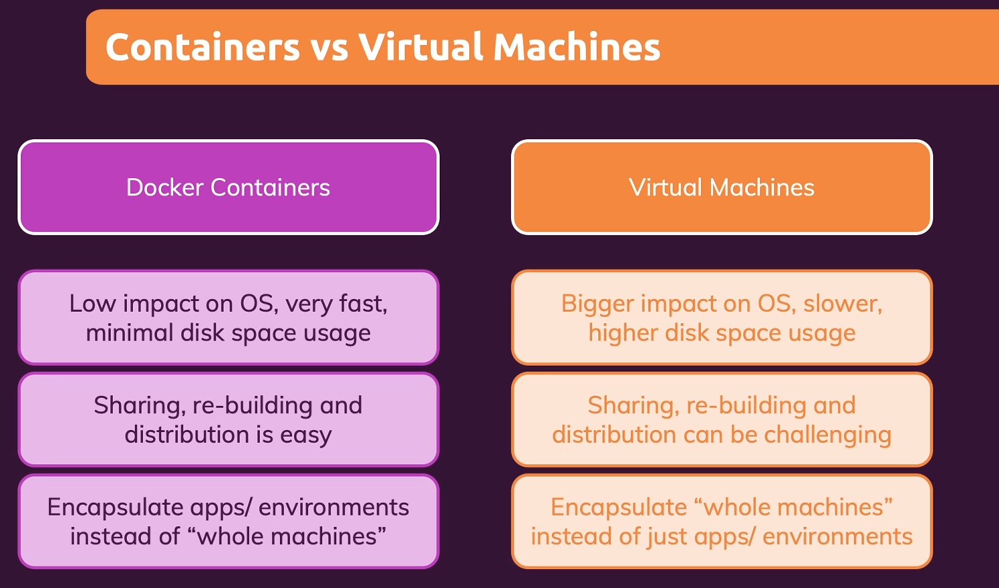 Containers vs Virtual Machines
Docker Containers
Virtual Machines
Low impact on OS, very fast,
minimal disk space usage
Bigger impact on OS, slower,
higher disk space usage
Sharing, re-building and
distribution is easy
Sharing, re-building and
distribution can be challenging
Encapsulate apps/ environments
instead of “whole machines”
Encapsulate “whole machines”
instead of just apps/ environments